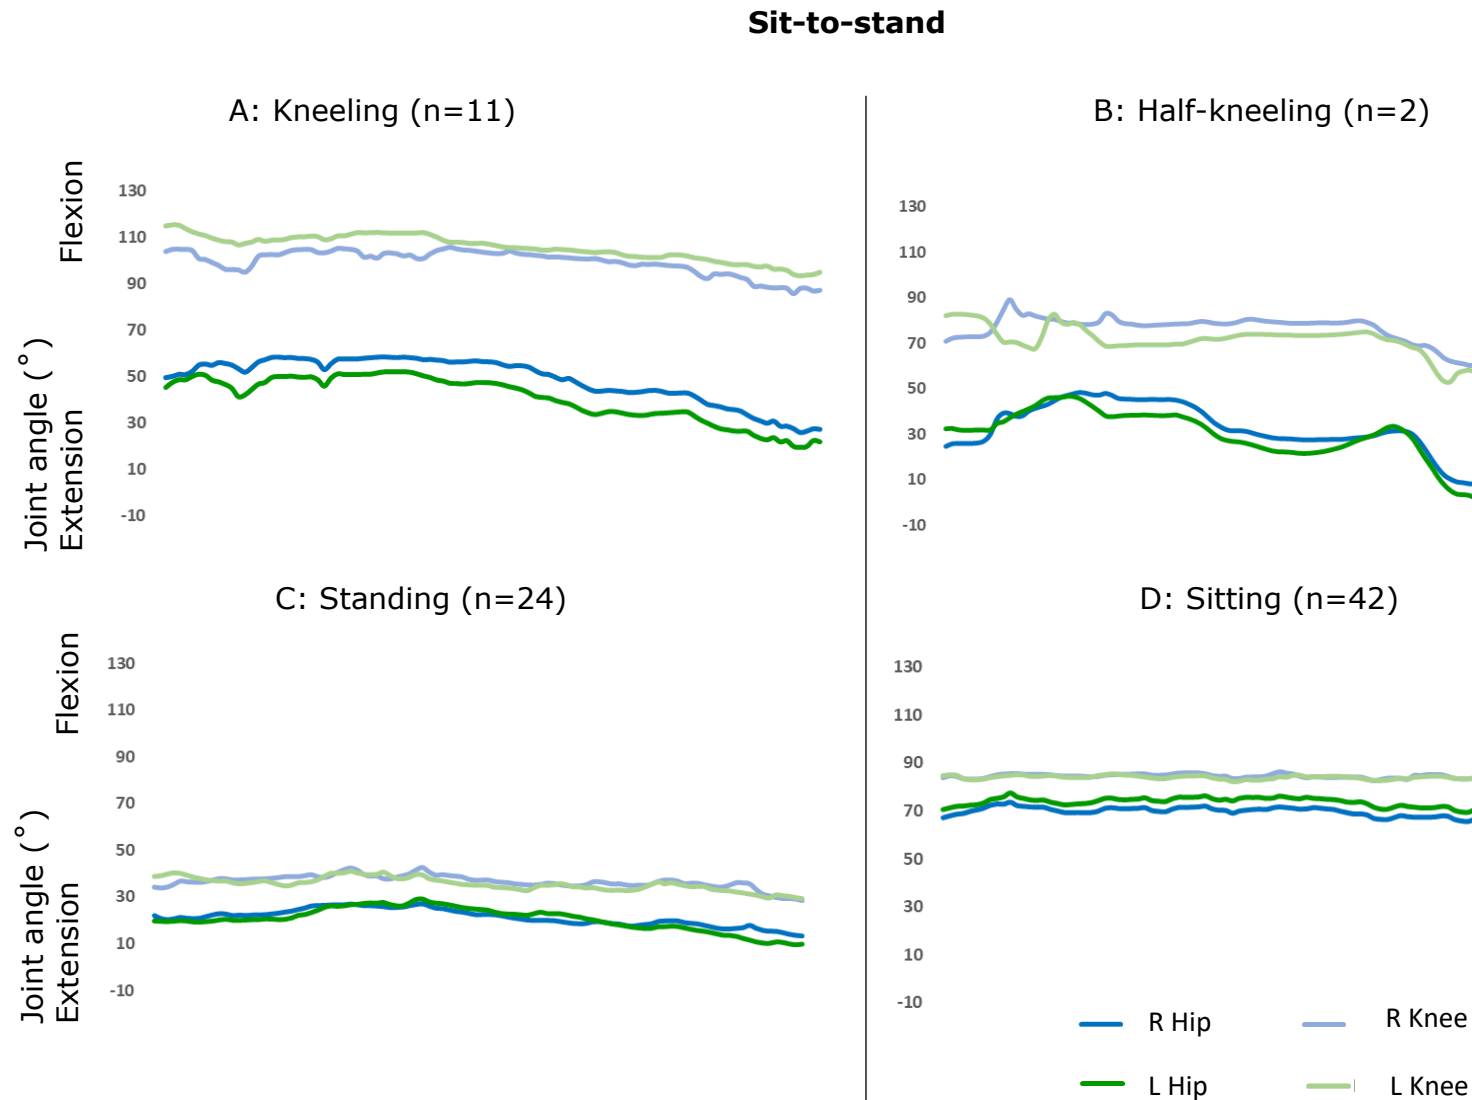 Sit-to-stand
A: Kneeling (n=11)
B: Half-kneeling (n=2)
Joint angle (°)
Extension
Flexion
130
110
90
70
50
30
10
-10
130
110
90
70
50
30
10
-10
C: Standing (n=24)
D: Sitting (n=42)
Joint angle (°)
Extension
Flexion
130
110
90
70
50
30
10
-10
130
110
90
70
50
30
10
-10
R Hip
R Knee
L Hip
L Knee